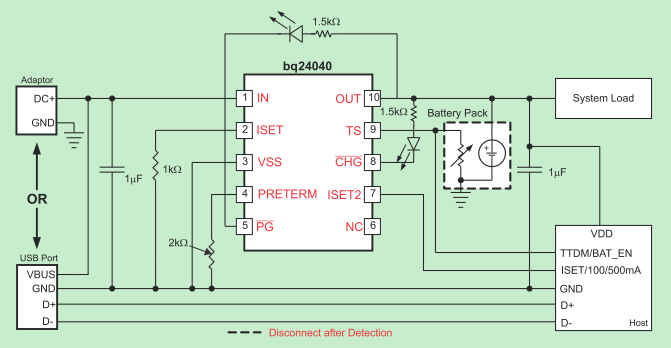 1.5kΩ
bq24040
Adaptor
DC+
GND
OR
USB Port
VBUS
GND
D+
D-
1μF
1kΩ
2kΩ
1 IN
2 ISET
3 VSS
4 PRETERM
5 PG
OUT 10
TS 9
CHG 8
ISET2 7
NC 6
1.5kΩ
Battery Pack
+
System Load
1μF
VDD
TTDM/BAT_EN
ISET/100/500mA
GND
D+
D-
Host
Disconnect after Detection